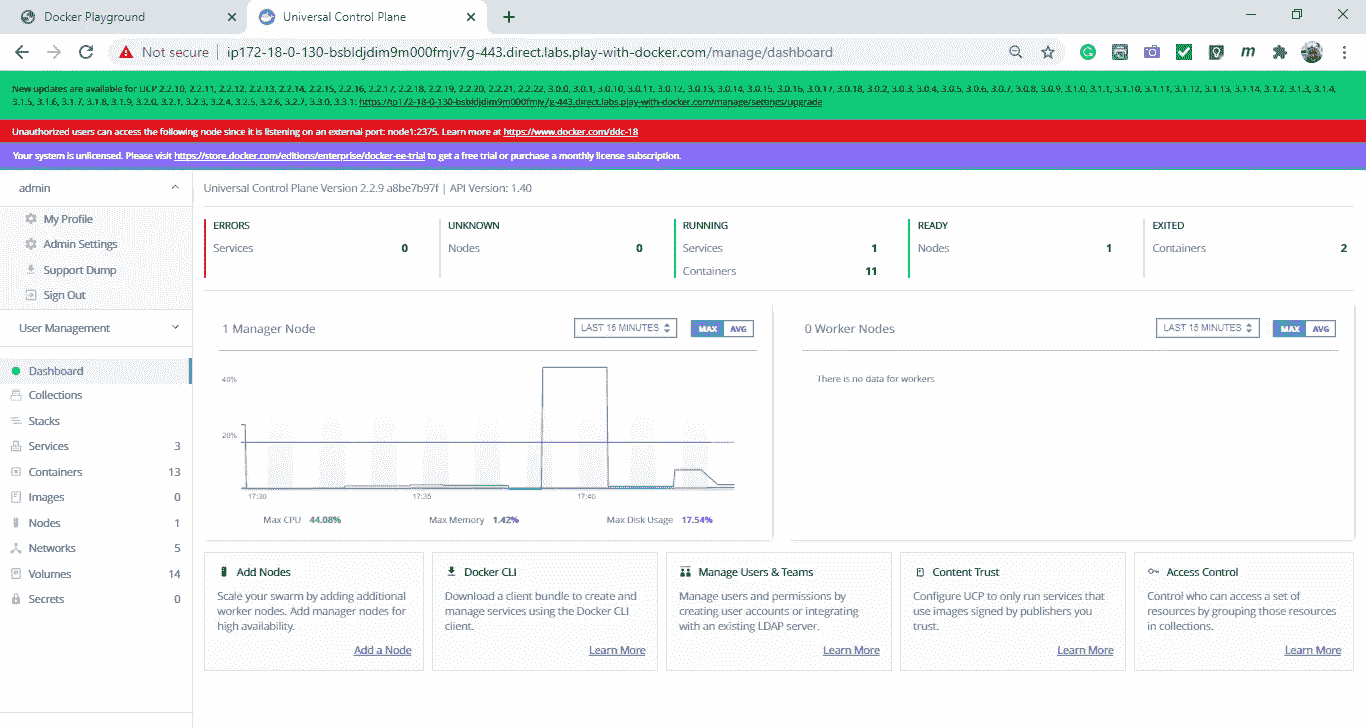 Docker Playground
Universal Control Plane
Not secure
ip172-18-0-130-bsbldjdim9m000fmjv7g-443.direct.labs.play-with-docker.com/manage/dashboard
New updates are available for UCP 2.2.10, 2.2.11, 2.2.12, 2.2.13, 2.2.14, 2.2.15, 2.2.16, 2.2.17, 2.2.18, 2.2.19, 2.2.20, 2.2.21, 2.2.22, 3.0.0, 3.0.1, 3.0.10, 3.0.11, 3.0.12, 3.0.13, 3.0.14, 3.0.15, 3.0.16, 3.0.17, 3.0.18, 3.0.2, 3.0.3, 3.0.4, 3.0.5, 3.0.6, 3.0.7, 3.0.8, 3.0.9, 3.1.0, 3.1.1, 3.1.10, 3.1.11, 3.1.12, 3.1.13, 3.1.14, 3.1.2, 3.1.3, 3.1.4,
3.1.5, 3.1.6, 3.1.7, 3.1.8, 3.1.9, 3.2.0, 3.2.1, 3.2.3, 3.2.4, 3.2.5, 3.2.6, 3.2.7, 3.3.0, 3.3.1: https://ip172-18-0-130-bsbldjdim9m000fmjv7g-443.direct.labs.play-with-docker.com/manage/settings/upgrade
Unauthorized users can access the following node since it is listening on an external port: node1:2375. Learn more at https://www.docker.com/ddc-18
Your system is unlicensed. Please visit https://store.docker.com/editions/enterprise/docker-ee-trial to get a free trial or purchase a monthly license subscription.
admin
My Profile
Admin Settings
Support Dump
Sign Out
User Management
Dashboard
Collections
Stacks
Services 3
Containers 13
Images 0
Nodes 1
Networks 5
Volumes 14
Secrets 0
Universal Control Plane Version 2.2.9 a8be7b97f | API Version: 1.40
ERRORS
Services 0
UNKNOWN
Nodes 0
RUNNING
Services 1
Containers 11
READY
Nodes 1
EXITED
Containers 2
1 Manager Node
LAST 15 MINUTES
MAX AVG
40%
20%
17:30 17:35 17:40
Max CPU 44.08% Max Memory 1.42% Max Disk Usage 17.54%
0 Worker Nodes
LAST 15 MINUTES
MAX AVG
There is no data for workers
Add Nodes
Scale your swarm by adding additional
worker nodes. Add manager nodes for
high availability.
Add a Node
Docker CLI
Download a client bundle to create and
manage services using the Docker CLI
client.
Learn More
Manage Users & Teams
Manage users and permissions by
creating user accounts or integrating
with an existing LDAP server.
Learn More
Content Trust
Configure UCP to only run services that
use images signed by publishers you
trust.
Learn More
Access Control
Control who can access a set of
resources by grouping those resources
in collections.
Learn More